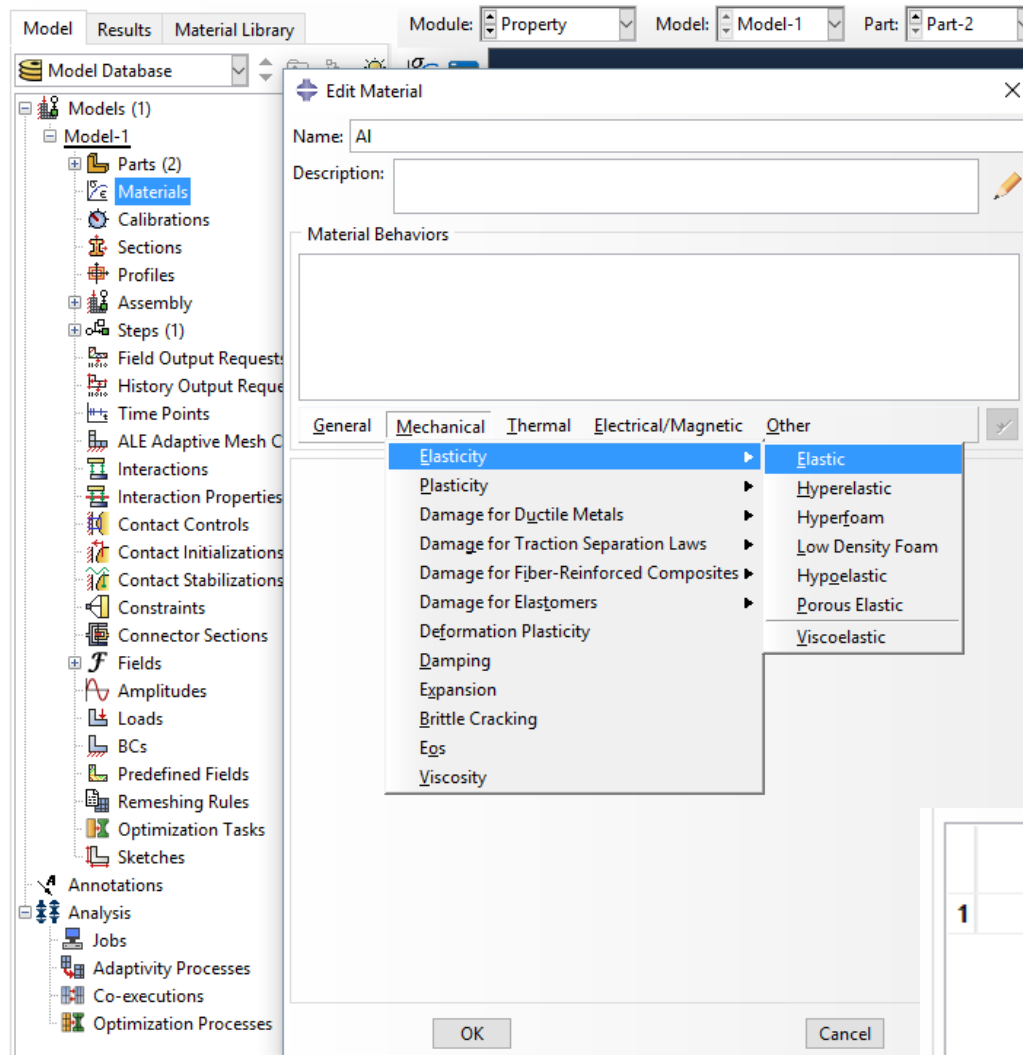 Model Results Material Library
Module: Property Model: Model-1 Part: Part-2
Model Database
Models (1)
Model-1
Parts (2)
Materials
Calibrations
Sections
Profiles
Assembly
Steps (1)
Field Output Requests
History Output Reque
Time Points
ALE Adaptive Mesh C
Interactions
Interaction Properties
Contact Controls
Contact Initializations
Contact Stabilizations
Constraints
Connector Sections
Fields
Amplitudes
Loads
BCs
Predefined Fields
Remeshing Rules
Optimization Tasks
Sketches
Annotations
Analysis
Jobs
Adaptivity Processes
Co-executions
Optimization Processes
Edit Material
Name: Al
Description:
Material Behaviors
General Mechanical Thermal Electrical/Magnetic Other
Elasticity
Plasticity
Damage for Ductile Metals
Damage for Traction Separation Laws
Damage for Fiber-Reinforced Composites
Damage for Elastomers
Deformation Plasticity
Damping
Expansion
Brittle Cracking
Eos
Viscosity
Elastic
Hyperelastic
Hyperfoam
Low Density Foam
Hypoelastic
Porous Elastic
Viscoelastic
1
OK Cancel